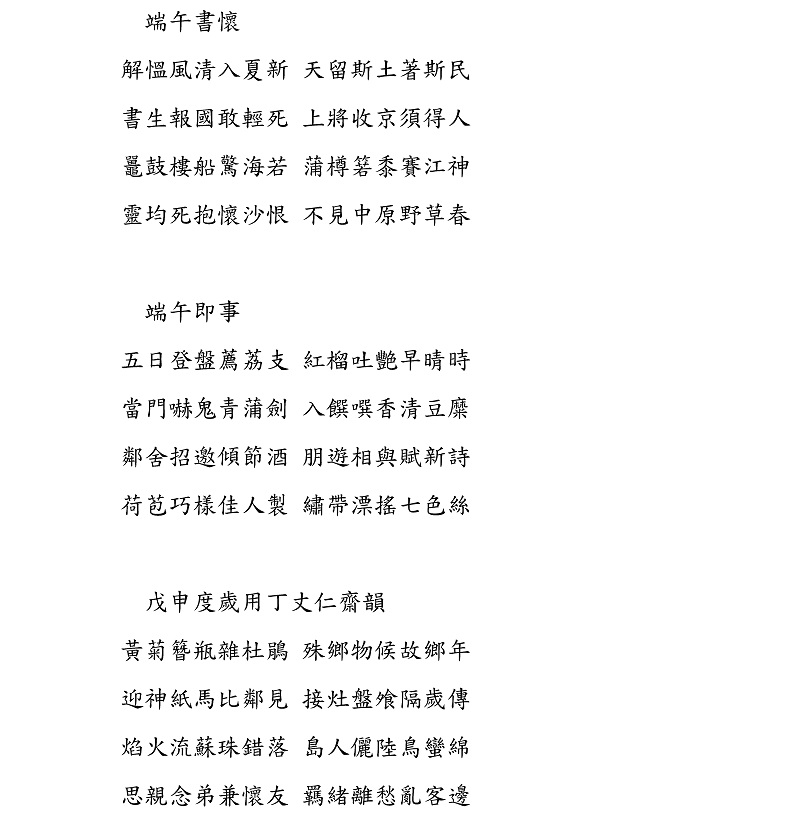 端午書懷
解慍風清入夏新 天留斯土著斯民
書生報國敢輕死 上將收京須得人
鼉鼓樓船驚海若 蒲樽箬黍賽江神
靈均死抱懷沙恨 不見中原野草春
端午即事
五日登盤薦荔支 紅榴吐艷早晴時
當門嚇鬼青蒲劍 入饌噀香清豆糜
鄰舍招邀傾節酒 朋遊相與賦新詩
荷苞巧樣佳人製 繡帶漂搖七色絲
戊申度歲用丁丈仁齋韻
黃菊簪瓶雜杜鵑 殊鄉物候故鄉年
迎神紙馬比鄰見 接灶盤飧隔歲傳
焰火流蘇珠錯落 島人儷陸鳥蠻綿
思親念弟兼懷友 羈緒離愁亂客邊